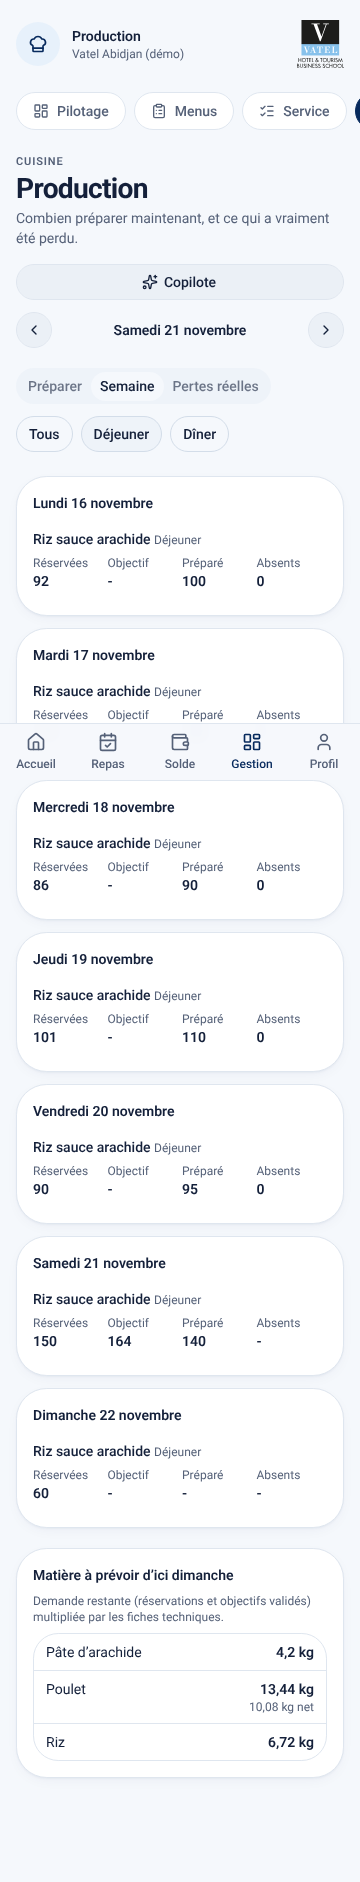 Production
Vatel Abidjan (démo)
V
VATEL
HOTEL & TOURISM
BUSINESS SCHOOL
Pilotage
Menus
Service
CUISINE
Production
Combien préparer maintenant, et ce qui a vraiment
été perdu.
Copilote
Samedi 21 novembre
Préparer
Semaine
Pertes réelles
Tous
Déjeuner
Dîner
Lundi 16 novembre
Riz sauce arachide Déjeuner
Réservées Objectif Préparé Absents
92 - 100 0
Mardi 17 novembre
Riz sauce arachide Déjeuner
Réservées Objectif Préparé Absents
Accueil Repas Solde Gestion Profil
Mercredi 18 novembre
Riz sauce arachide Déjeuner
Réservées Objectif Préparé Absents
86 - 90 0
Jeudi 19 novembre
Riz sauce arachide Déjeuner
Réservées Objectif Préparé Absents
101 - 110 0
Vendredi 20 novembre
Riz sauce arachide Déjeuner
Réservées Objectif Préparé Absents
90 - 95 0
Samedi 21 novembre
Riz sauce arachide Déjeuner
Réservées Objectif Préparé Absents
150 164 140 -
Dimanche 22 novembre
Riz sauce arachide Déjeuner
Réservées Objectif Préparé Absents
60 - - -
Matière à prévoir d’ici dimanche
Demande restante (réservations et objectifs validés)
multipliée par les fiches techniques.
Pâte d’arachide 4,2 kg
Poulet 13,44 kg
10,08 kg net
Riz 6,72 kg